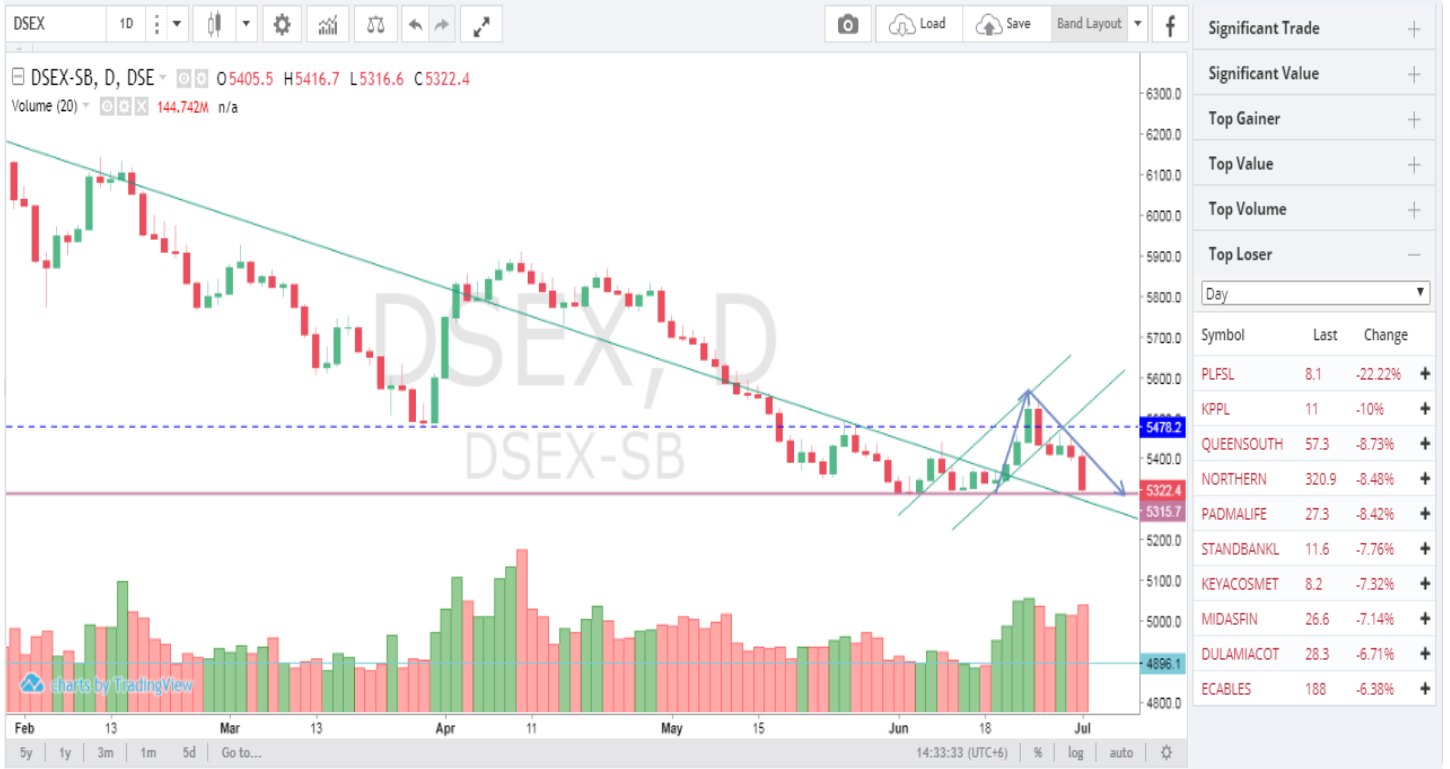 DSEX 1D Load Save Band Layout f
DSEX-SB, D, DSE O5405.5 H5416.7 L5316.6 C5322.4
Volume (20) 144.742M n/a
DSEX, D
DSEX-SB
6300.0
6200.0
6100.0
6000.0
5900.0
5800.0
5700.0
5600.0
5478.2
5400.0
5322.4
5315.7
5200.0
5100.0
5000.0
4896.1
4800.0
charts by TradingView
Feb 13 Mar 13 Apr 11 May 15 Jun 18 Jul
5y 1y 3m 1m 5d Go to... 14:33:33 (UTC+6) % log auto
Significant Trade
Significant Value
Top Gainer
Top Value
Top Volume
Top Loser
Day
Symbol Last Change
PLFSL 8.1 -22.22%
KPPL 11 -10%
QUEENSOUTH 57.3 -8.73%
NORTHERN 320.9 -8.48%
PADMALIFE 27.3 -8.42%
STANDBANKL 11.6 -7.76%
KEYACOSMET 8.2 -7.32%
MIDASFIN 26.6 -7.14%
DULAMIACOT 28.3 -6.71%
ECABLES 188 -6.38%